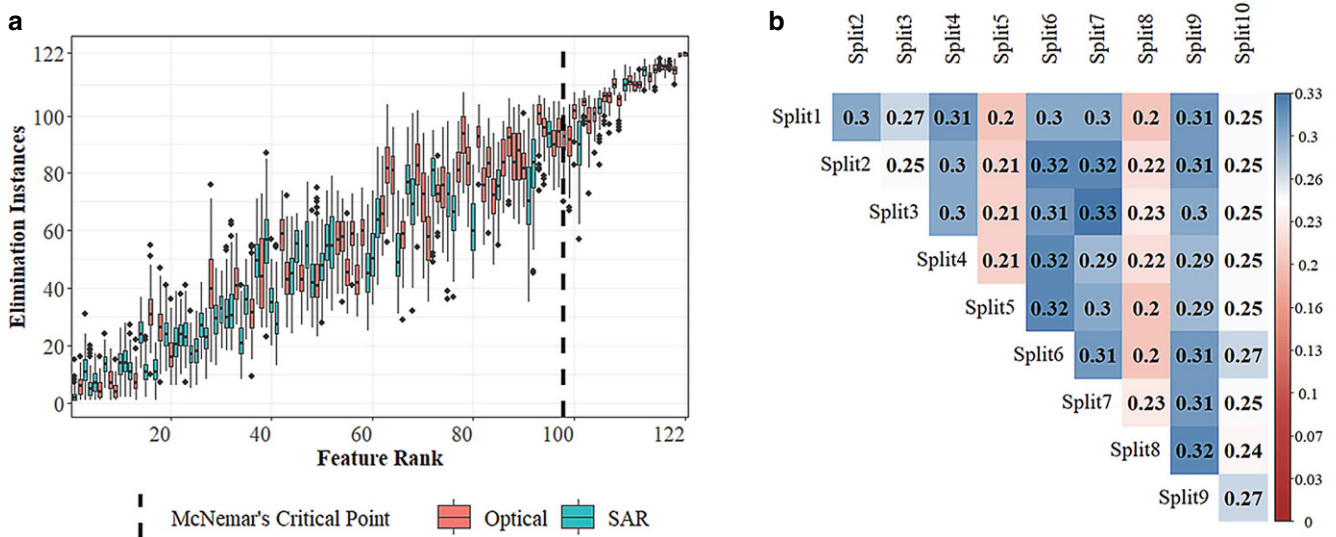 a
Elimination Instances
122
100
80
60
40
20
0
20 40 60 80 100 122
Feature Rank
McNemar's Critical Point Optical SAR
b
Split2 Split3 Split4 Split5 Split6 Split7 Split8 Split9 Split10
Split1 0.3 0.27 0.31 0.2 0.3 0.3 0.2 0.31 0.25
Split2 0.25 0.3 0.21 0.32 0.32 0.22 0.31 0.25
Split3 0.3 0.21 0.31 0.33 0.23 0.3 0.25
Split4 0.21 0.32 0.29 0.22 0.29 0.25
Split5 0.32 0.3 0.2 0.29 0.25
Split6 0.31 0.2 0.31 0.27
Split7 0.23 0.31 0.25
Split8 0.32 0.24
Split9 0.27
0.33
0.3
0.26
0.23
0.2
0.16
0.13
0.1
0.07
0.03
0